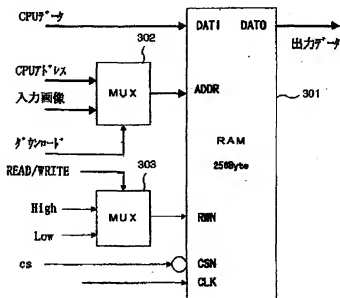 CPUﾃﾞｰﾀ
302
DATI DATO
出力ﾃﾞｰﾀ
CPUｱﾄﾞﾚｽ
入力画像
MUX
ADDR
301
ﾀﾞｳﾝﾛｰﾄﾞ
READ/WRITE
303
RAM
256Byte
High
Low
MUX
RWN
cs
CSN
CLK